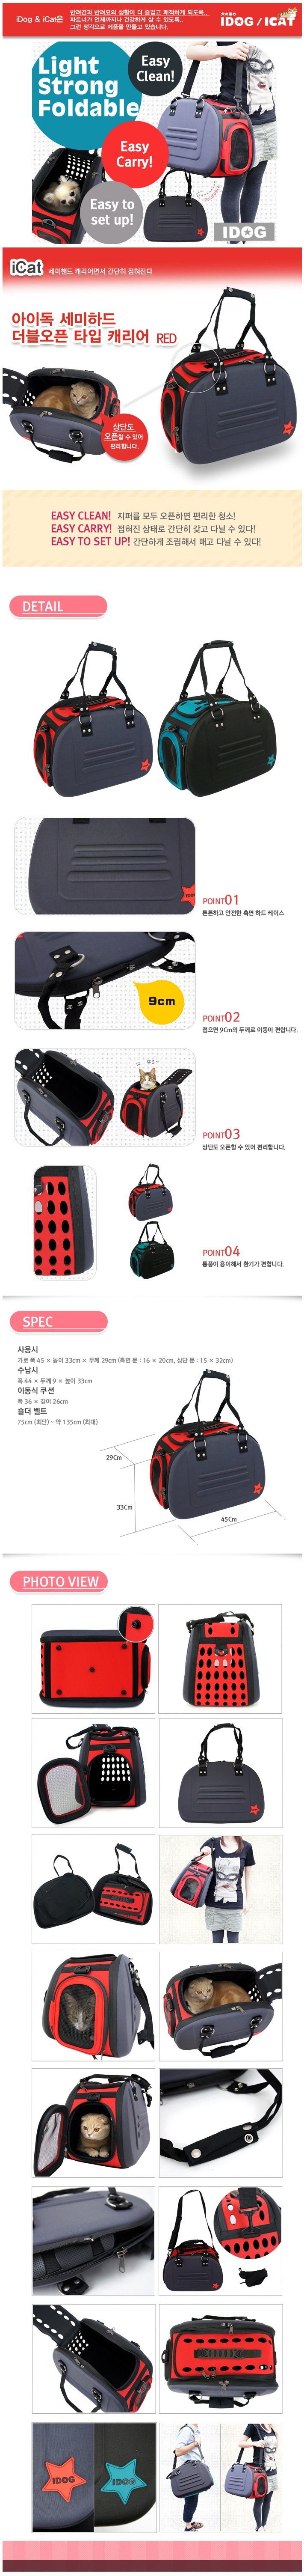 iDog & iCat은
반려견과 반려묘의 생활이 더 즐겁고 쾌적하게 되도록..
파트너가 언제까지나 건강하게 살 수 있도록..
그런 생각으로 제품을 만들고 있습니다.
IDOG / ICAT
Light
Strong
Foldable
Easy
Clean!
Easy
Carry!
Easy to
set up!
IDOG
iCat
세미핸드 캐리어면서 간단히 접혀진다
아이독 세미하드
더블오픈 타입 캐리어 RED
상단도
오픈할 수 있어
편리합니다.
EASY CLEAN! 지퍼를 모두 오픈하면 편리한 청소!
EASY CARRY! 접혀진 상태로 간단히 갖고 다닐 수 있다!
EASY TO SET UP! 간단하게 조립해서 매고 다닐 수 있다!
DETAIL
POINT01
튼튼하고 안전한 측면 하드 케이스
9cm
POINT02
접으면 9Cm의 두께로 이동이 편합니다.
POINT03
상단도 오픈할 수 있어 편리합니다.
POINT04
통풍이 용이해서 환기가 편합니다.
SPEC
사용시
가로 폭 45 × 높이 33cm × 두께 29cm (측면 문 : 16 × 20cm, 상단 문 : 15 × 32cm)
수납시
폭 44 × 두께 9 × 높이 33cm
이동식 쿠션
폭 36 × 길이 26cm
숄더 벨트
75cm (최단) ~ 약 135cm (최대)
29Cm
33Cm
45Cm
PHOTO VIEW
IDOG
IDOG